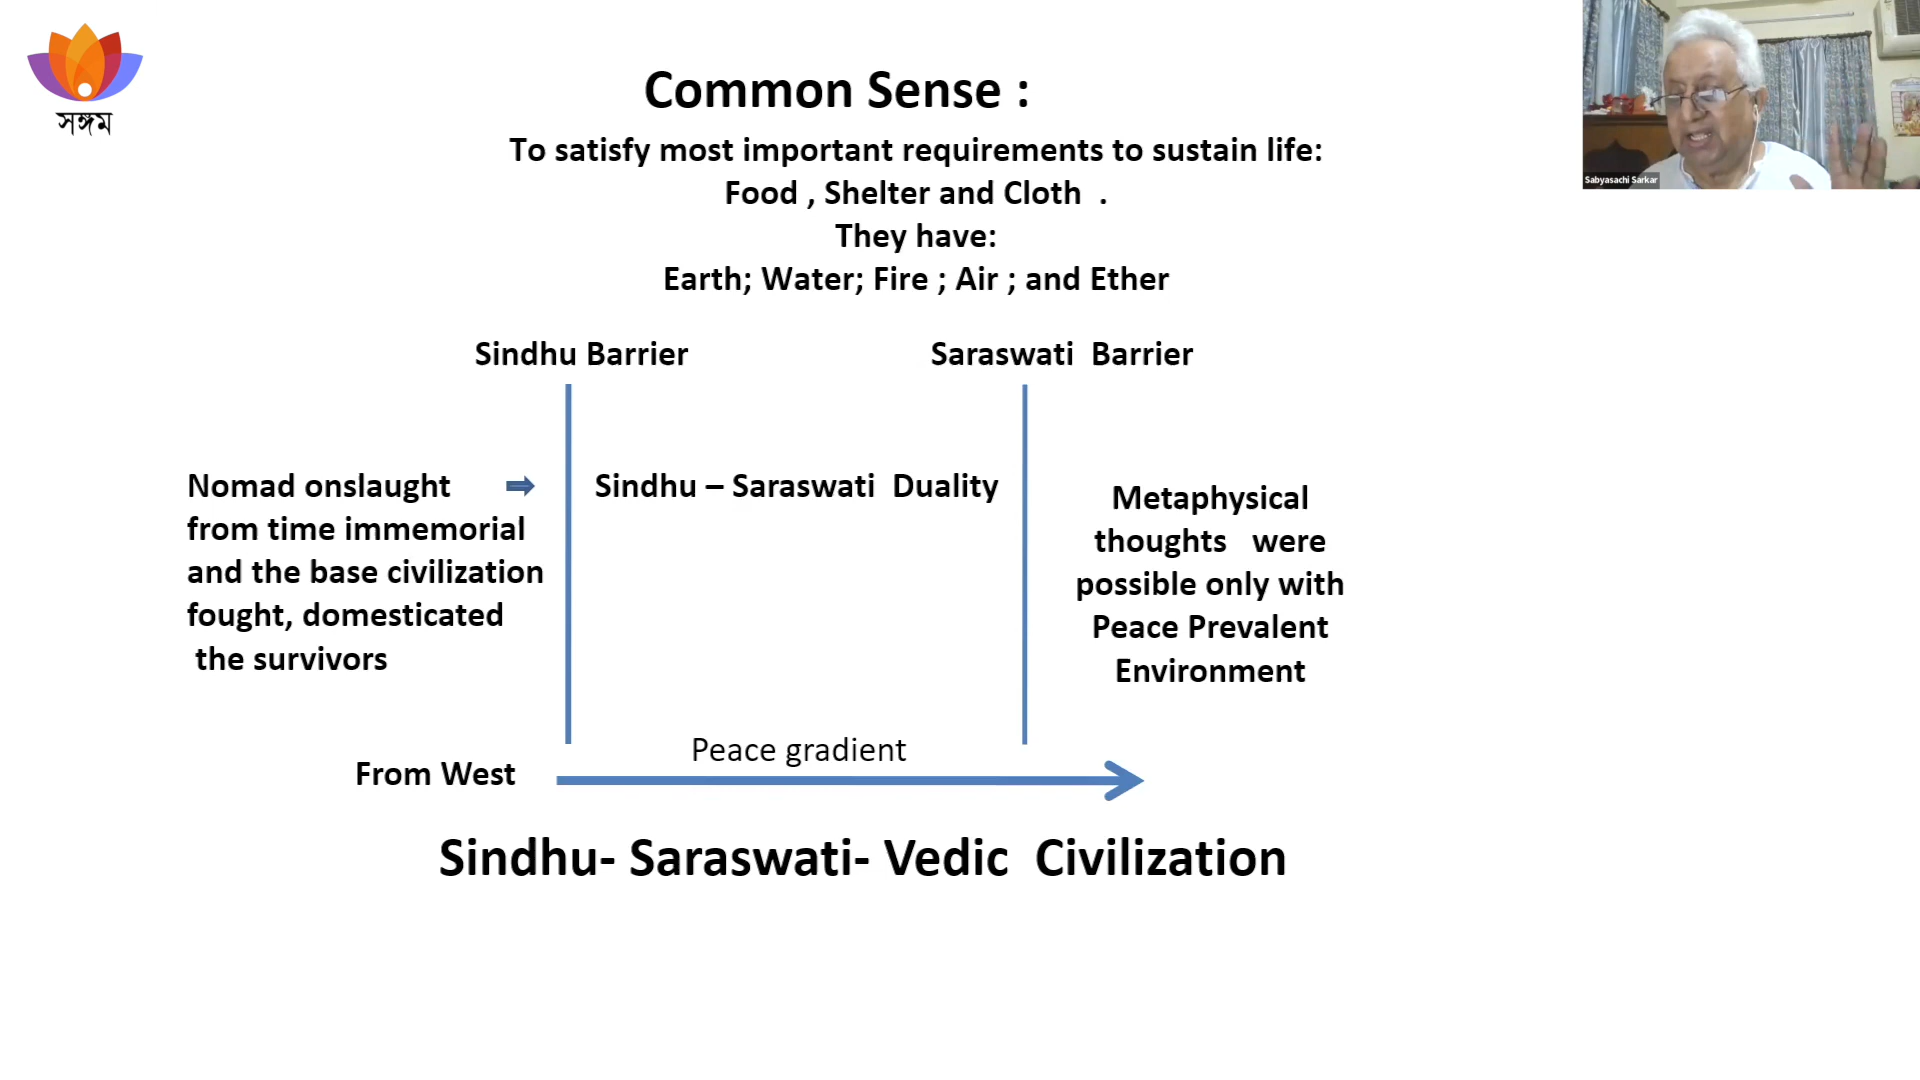 সঙ্গম
Common Sense :
To satisfy most important requirements to sustain life:
Food , Shelter and Cloth .
They have:
Earth; Water; Fire ; Air ; and Ether
Sindhu Barrier
Saraswati Barrier
Nomad onslaught
from time immemorial
and the base civilization
fought, domesticated
the survivors
Sindhu – Saraswati Duality
Metaphysical
thoughts were
possible only with
Peace Prevalent
Environment
Peace gradient
From West
Sindhu- Saraswati- Vedic Civilization
Sabyasachi Sarkar